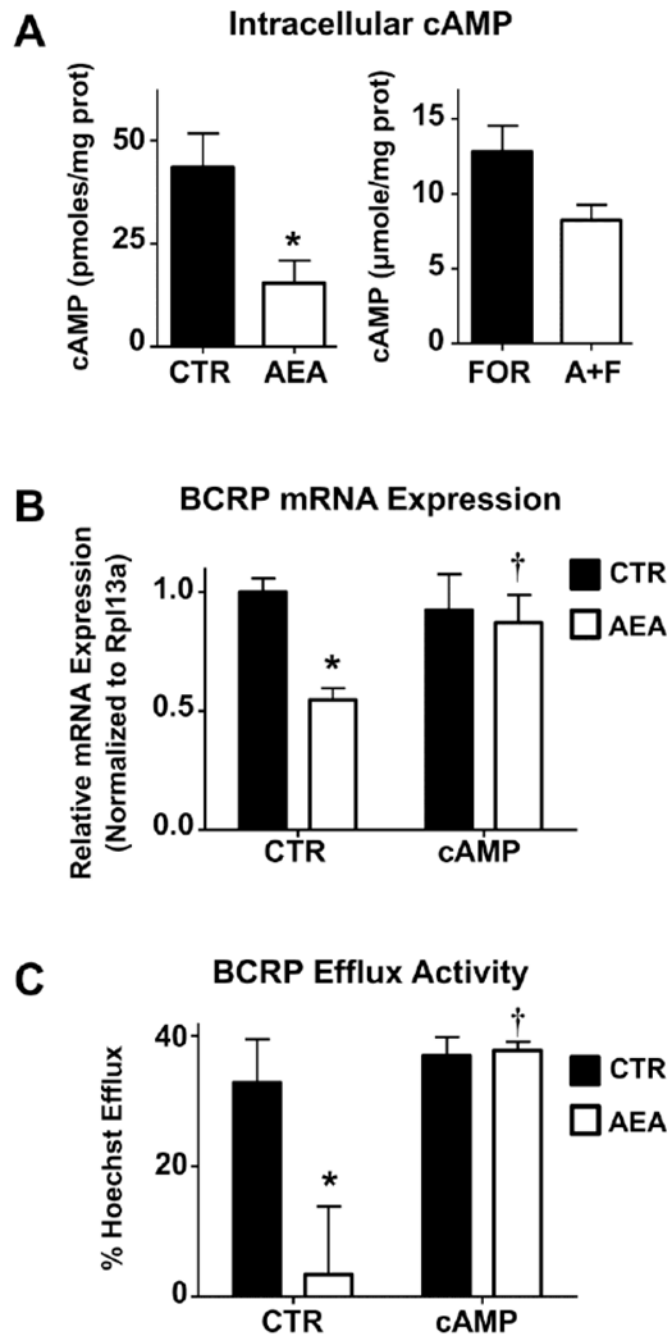 A
Intracellular cAMP
cAMP (pmoles/mg prot)
50
25
0
*
CTR AEA
cAMP (μmole/mg prot)
15
10
5
0
FOR A+F
B
BCRP mRNA Expression
Relative mRNA Expression
(Normalized to Rpl13a)
1.0
0.5
0.0
*
†
CTR
AEA
CTR cAMP
C
BCRP Efflux Activity
% Hoechst Efflux
40
20
0
*
†
CTR
AEA
CTR cAMP